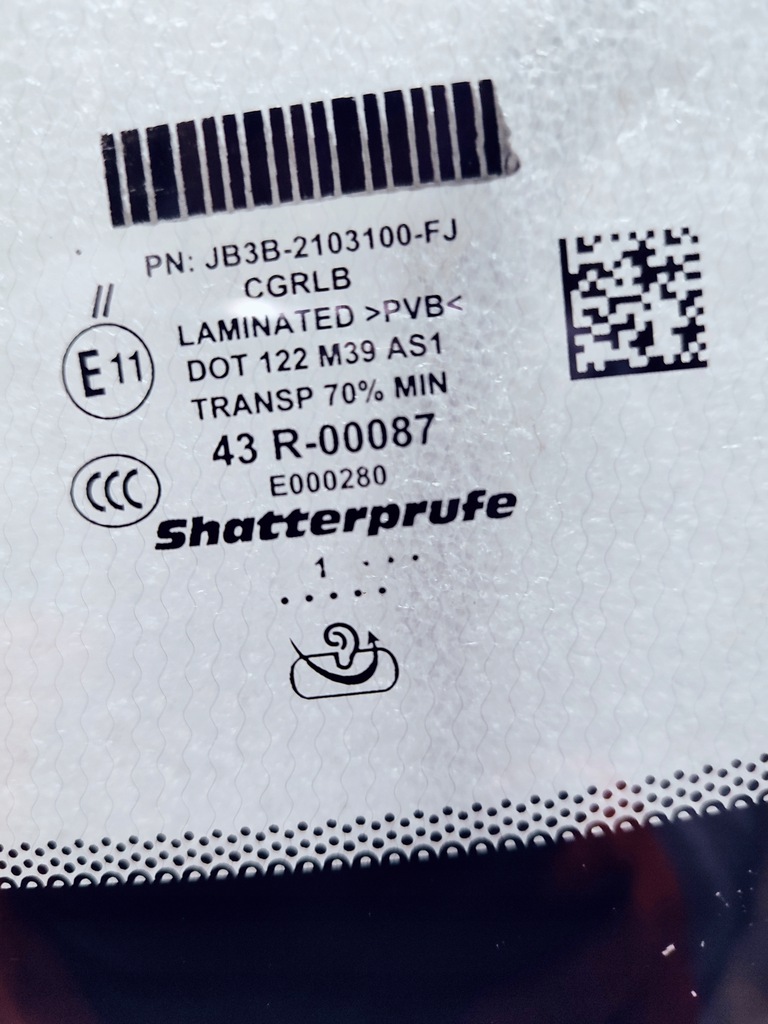 PN: JB3B-2103100-FJ
CGRLB
//
LAMINATED >PVB<
E11
DOT 122 M39 AS1
TRANSP 70% MIN
43 R-00087
CCC
E000280
Shatterprufe
1 . . .
. . . . .